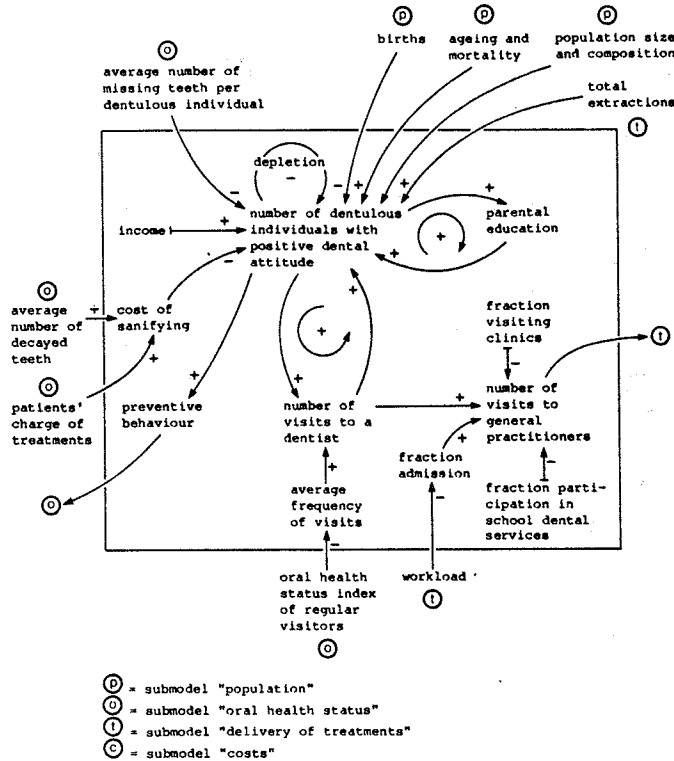 p
p
p
births
ageing and
mortality
population size
and composition
total
extractions
t
o
average number of
missing teeth per
dentulous individual
depletion
−
−
−
−
+
+
+
number of dentulous
individuals with
positive dental
attitude
income
+
−
+
parental
education
+
+
o
average
number of
decayed
teeth
+
cost of
sanifying
+
+
+
fraction
visiting
clinics
−
t
o
patients'
charge of
treatments
preventive
behaviour
+
+
number of
visits to a
dentist
+
number of
visits to
general
practitioners
+
fraction
admission
−
−
fraction parti-
cipation in
school dental
services
o
+
average
frequency
of visits
−
oral health
status index
of regular
visitors
o
workload
t
p = submodel "population"
o = submodel "oral health status"
t = submodel "delivery of treatments"
c = submodel "costs"